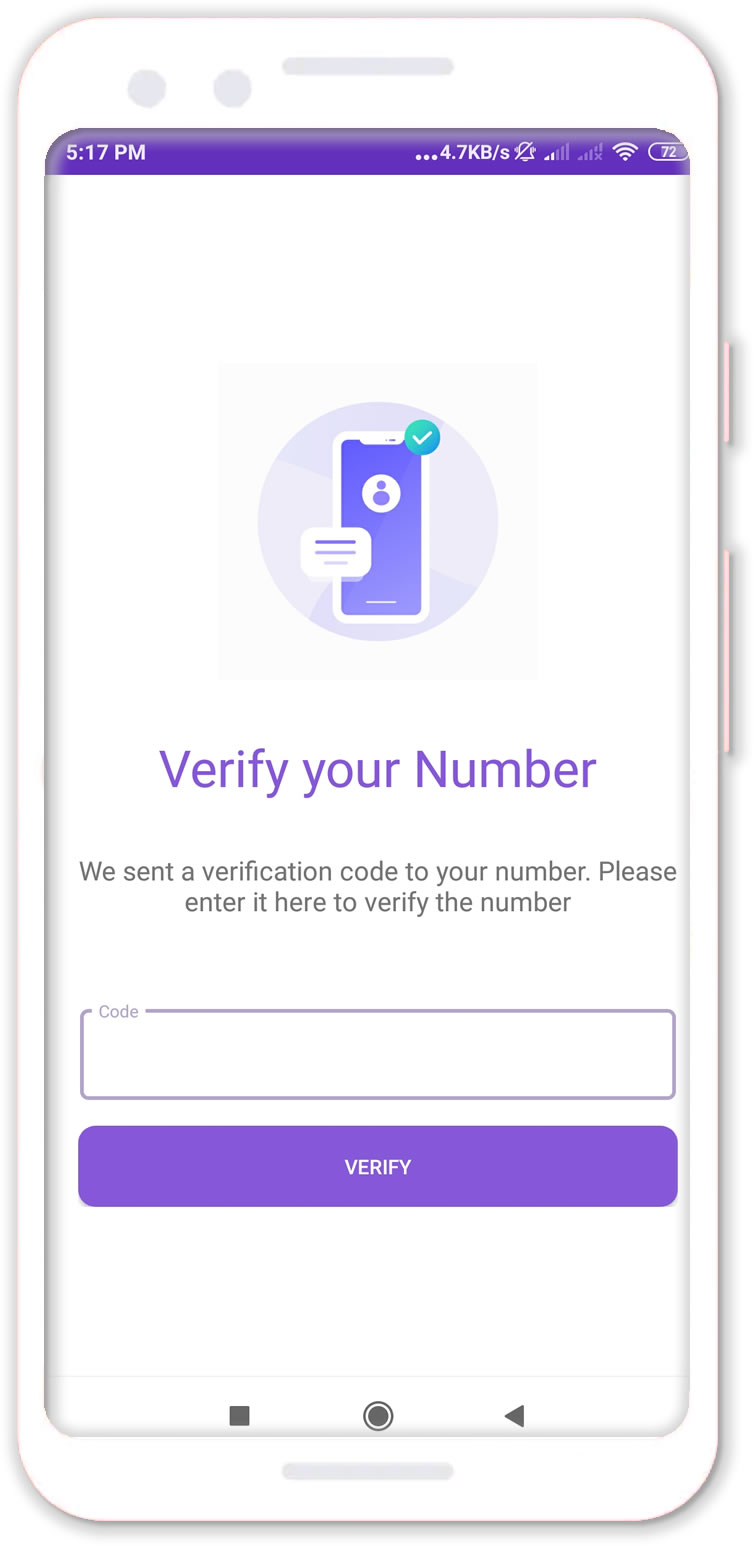 5:17 PM ...4.7KB/s 72
Verify your Number
We sent a verification code to your number. Please
enter it here to verify the number
Code
VERIFY